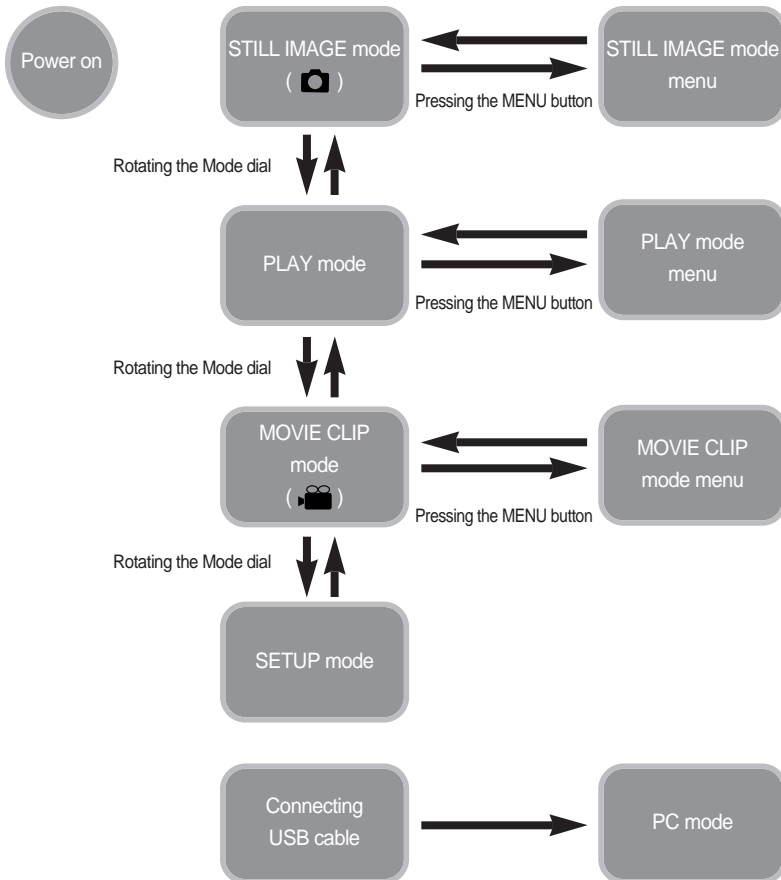 Power on
STILL IMAGE mode
( )
Pressing the MENU button
STILL IMAGE mode
menu
Rotating the Mode dial
PLAY mode
Pressing the MENU button
PLAY mode
menu
Rotating the Mode dial
MOVIE CLIP
mode
( )
Pressing the MENU button
MOVIE CLIP
mode menu
Rotating the Mode dial
SETUP mode
Connecting
USB cable
PC mode